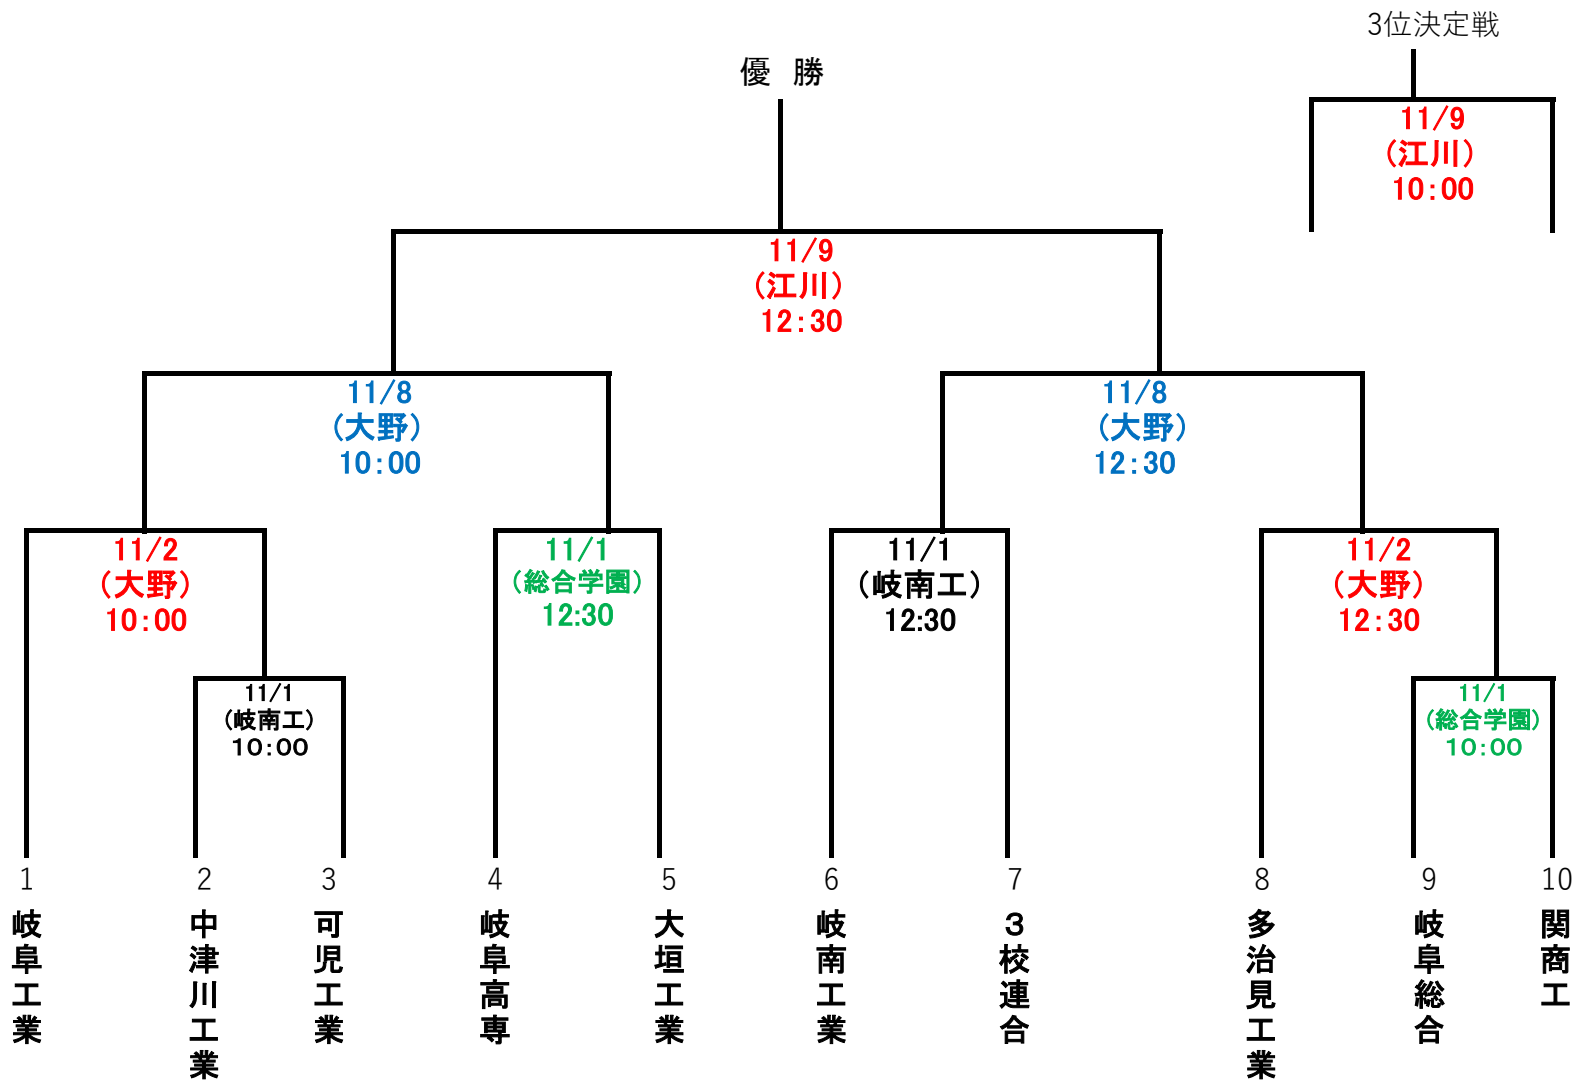 3位決定戦
優 勝
11/9
(江川)
10:00
11/9
(江川)
12:30
11/8
(大野)
10:00
11/8
(大野)
12:30
11/2
(大野)
10:00
11/1
(総合学園)
12:30
11/1
(岐南工)
12:30
11/2
(大野)
12:30
11/1
(岐南工)
10:00
11/1
(総合学園)
10:00
1
2
3
4
5
6
7
8
9
10
岐阜工業
中津川工業
可児工業
岐阜高専
大垣工業
岐南工業
３校連合
多治見工業
岐阜総合
関商工